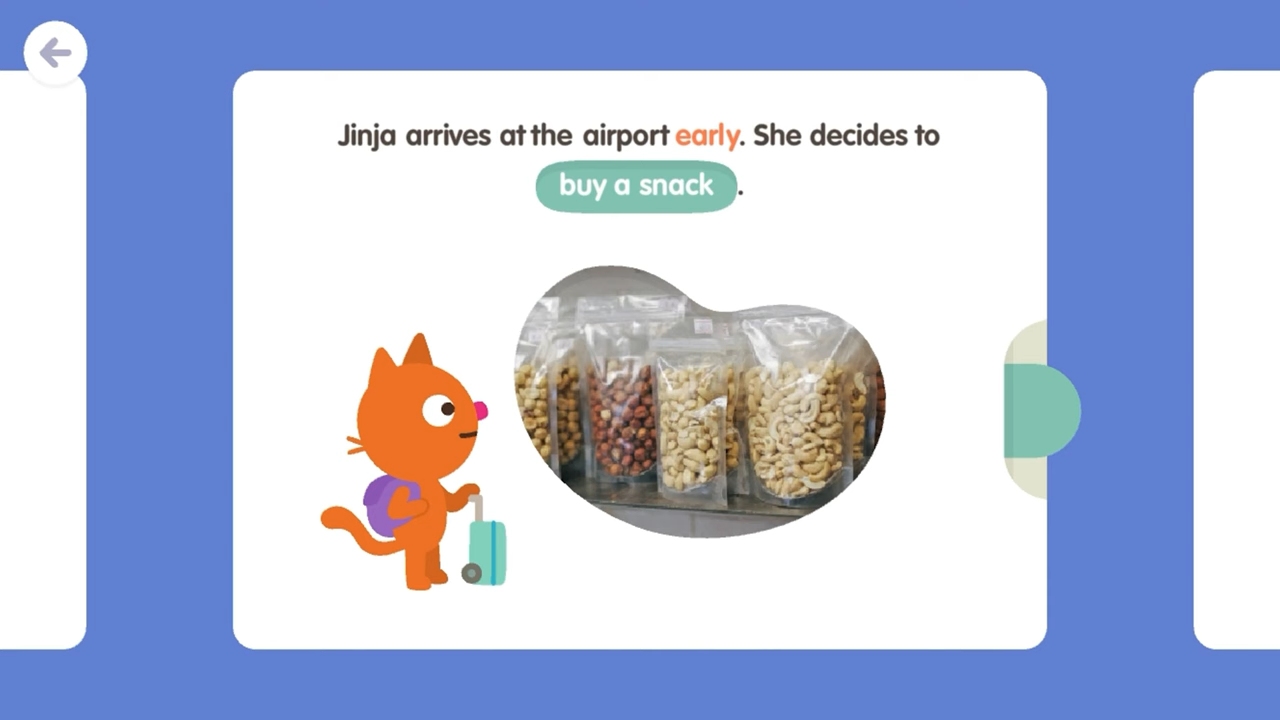 Jinja arrives at the airport early. She decides to
buy a snack.